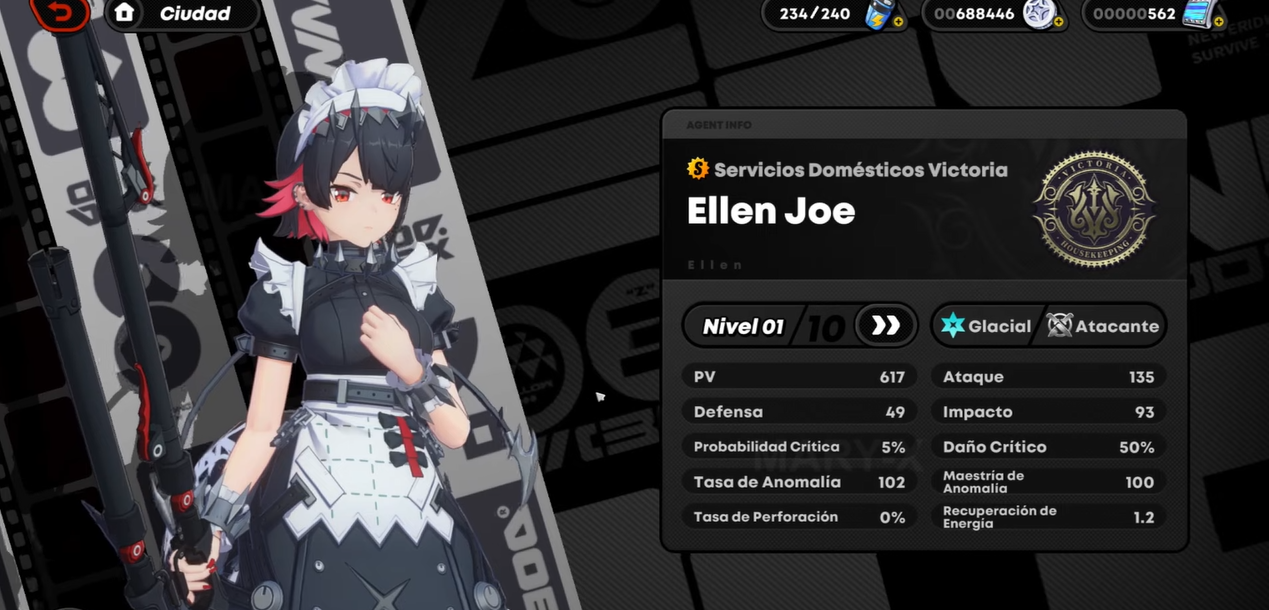 Ciudad
234/240
00688446
00000562
AGENT INFO
Servicios Domésticos Victoria
Ellen Joe
Ellen
VICTORIA
HOUSEKEEPING
Nivel 01/10
Glacial
Atacante
PV 617
Ataque 135
Defensa 49
Impacto 93
Probabilidad Crítica 5%
Daño Crítico 50%
Tasa de Anomalía 102
Maestría de
Anomalía 100
Tasa de Perforación 0%
Recuperación de
Energía 1.2